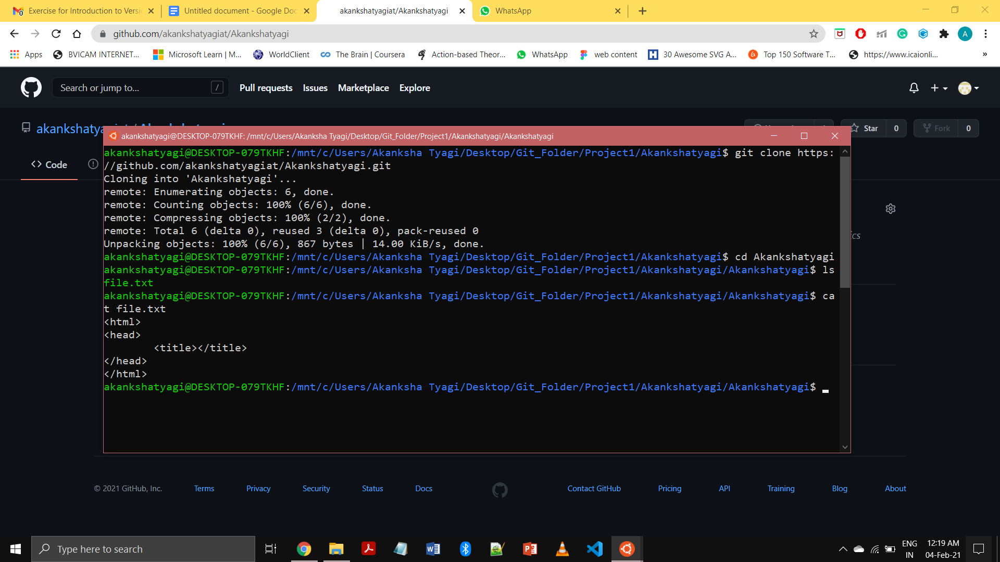 Exercise for Introduction to Versi
Untitled document - Google Doc
akankshatyagiat/Akankshatyagi
WhatsApp
github.com/akankshatyagiat/Akankshatyagi
A
Apps
BVICAM INTERNET...
Microsoft Learn | M...
WorldClient
The Brain | Coursera
Action-based Theor...
WhatsApp
web content
30 Awesome SVG A...
Top 150 Software T...
https://www.icaionli...
»
Search or jump to...
/
Pull requests
Issues
Marketplace
Explore
akankshatyagiat/Akankshatyagi
Star
0
Fork
0
Code
akankshatyagi@DESKTOP-079TKHF: /mnt/c/Users/Akanksha Tyagi/Desktop/Git_Folder/Project1/Akankshatyagi/Akankshatyagi
akankshatyagi@DESKTOP-079TKHF:/mnt/c/Users/Akanksha Tyagi/Desktop/Git_Folder/Project1/Akankshatyagi$ git clone https:
//github.com/akankshatyagiat/Akankshatyagi.git
Cloning into 'Akankshatyagi'...
remote: Enumerating objects: 6, done.
remote: Counting objects: 100% (6/6), done.
remote: Compressing objects: 100% (2/2), done.
remote: Total 6 (delta 0), reused 3 (delta 0), pack-reused 0
Unpacking objects: 100% (6/6), 867 bytes | 14.00 KiB/s, done.
akankshatyagi@DESKTOP-079TKHF:/mnt/c/Users/Akanksha Tyagi/Desktop/Git_Folder/Project1/Akankshatyagi$ cd Akankshatyagi
akankshatyagi@DESKTOP-079TKHF:/mnt/c/Users/Akanksha Tyagi/Desktop/Git_Folder/Project1/Akankshatyagi/Akankshatyagi$ ls
file.txt
akankshatyagi@DESKTOP-079TKHF:/mnt/c/Users/Akanksha Tyagi/Desktop/Git_Folder/Project1/Akankshatyagi/Akankshatyagi$ ca
t file.txt
<html>
<head>
        <title></title>
</head>
</html>
akankshatyagi@DESKTOP-079TKHF:/mnt/c/Users/Akanksha Tyagi/Desktop/Git_Folder/Project1/Akankshatyagi/Akankshatyagi$
ics
© 2021 GitHub, Inc.
Terms
Privacy
Security
Status
Docs
Contact GitHub
Pricing
API
Training
Blog
About
Type here to search
ENG
IN
12:19 AM
04-Feb-21